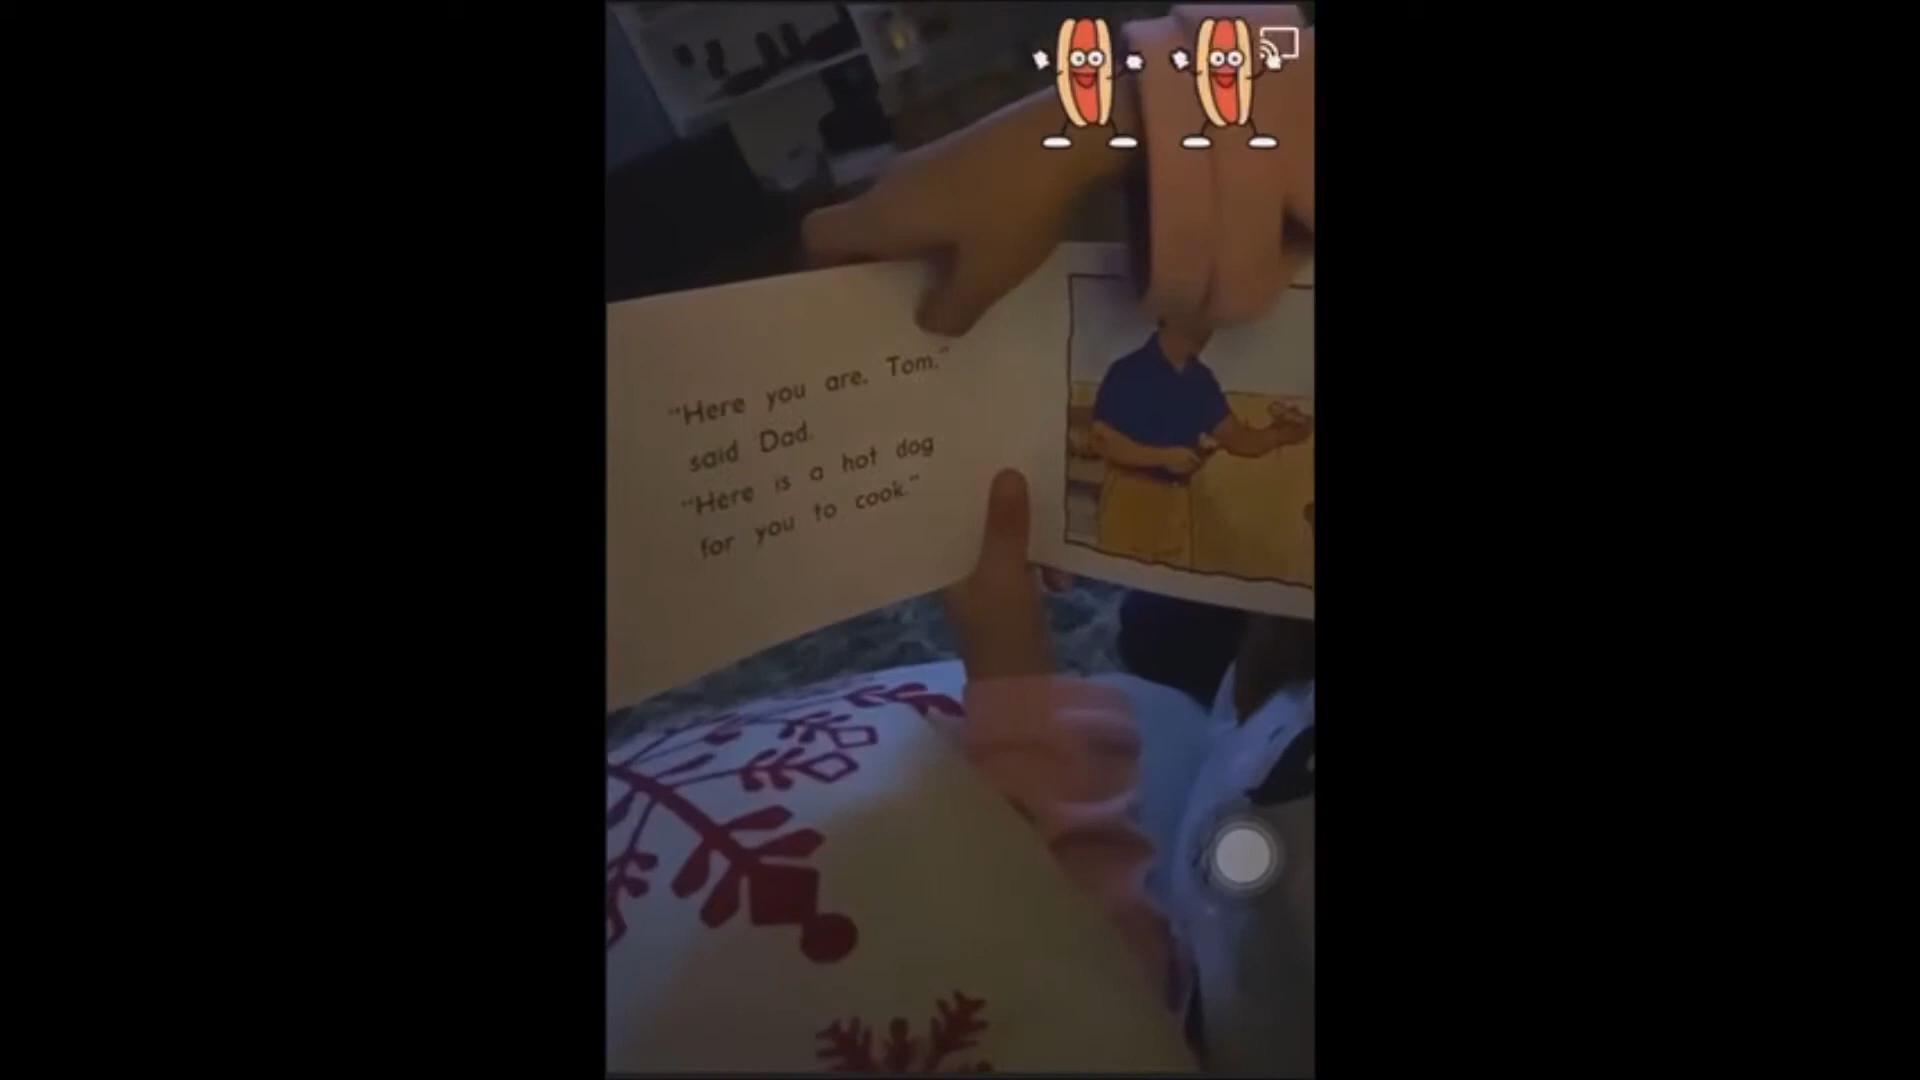 "Here you are, Tom."
said Dad.
"Here is a hot dog
for you to cook."